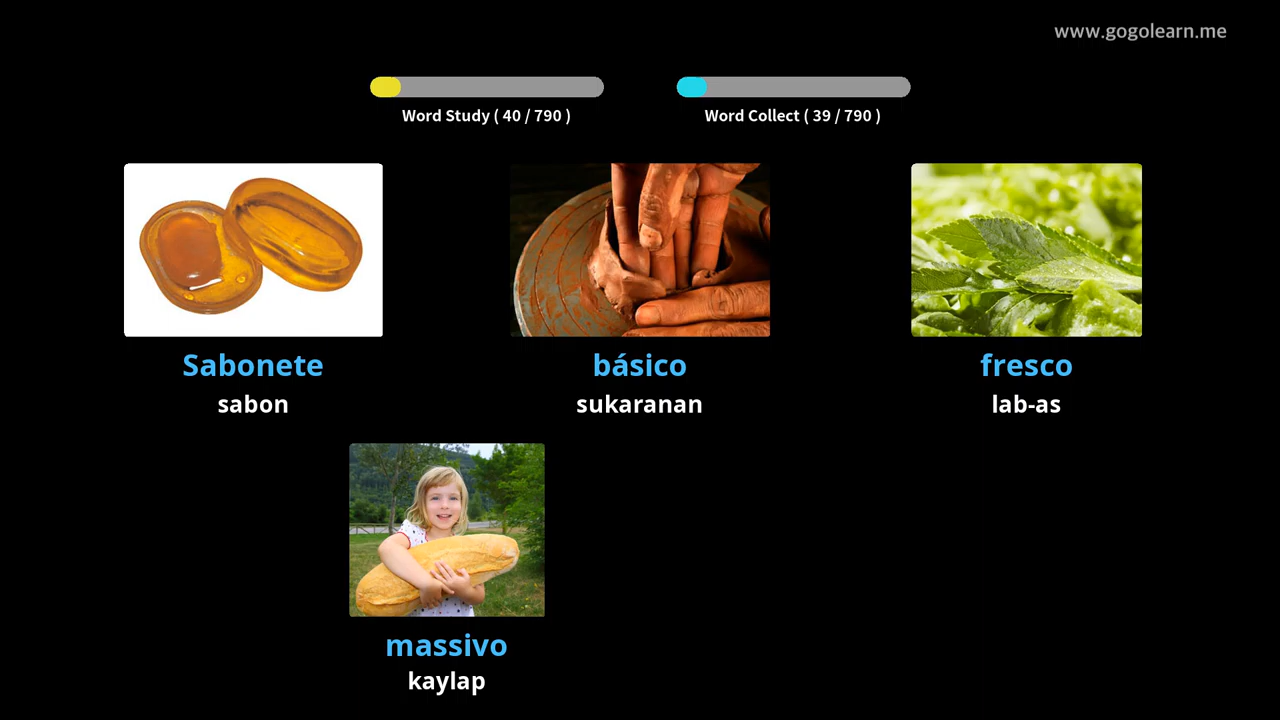 www.gogolearn.me
Word Study ( 40 / 790 )
Word Collect ( 39 / 790 )
Sabonete
sabon
básico
sukaranan
fresco
lab-as
massivo
kaylap